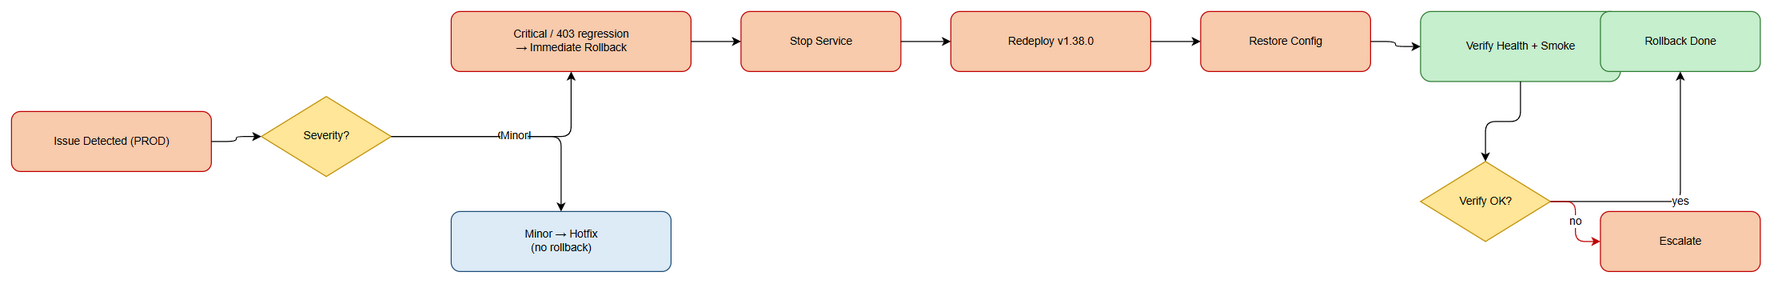 Critical / 403 regression
→ Immediate Rollback
Stop Service
Redeploy v1.38.0
Restore Config
Verify Health + Smoke
Rollback Done
Issue Detected (PROD)
Severity?
Minor
Verify OK?
yes
no
Minor → Hotfix
(no rollback)
Escalate